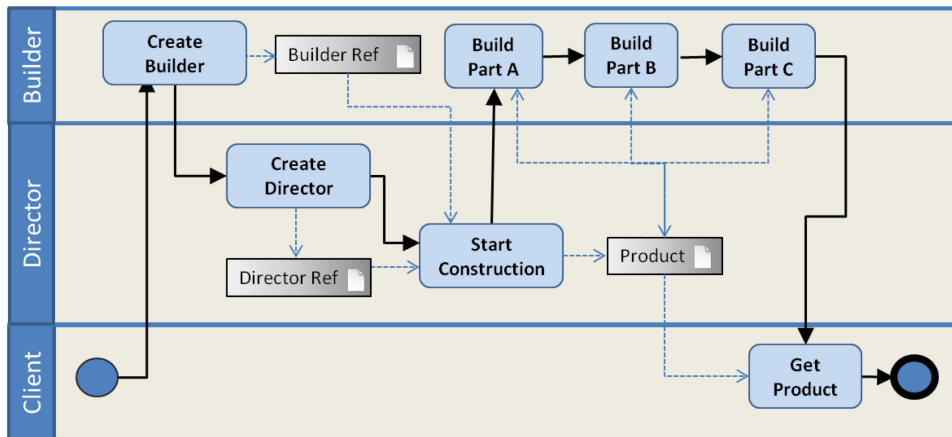 Builder
Create
Builder
Builder Ref
Build
Part A
Build
Part B
Build
Part C
Director
Create
Director
Director Ref
Start
Construction
Product
Client
Get
Product